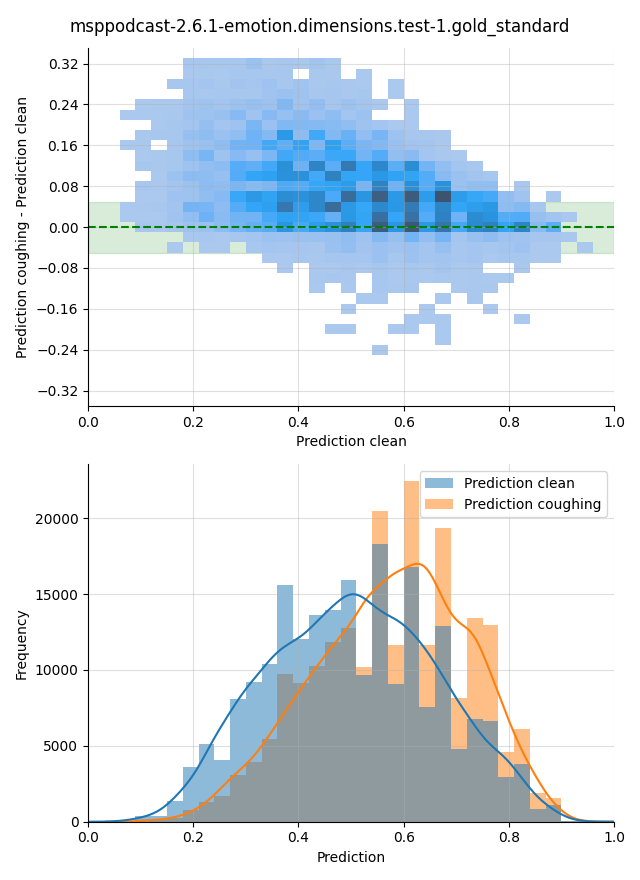 msppodcast-2.6.1-emotion.dimensions.test-1.gold_standard
Prediction coughing - Prediction clean
0.32
0.24
0.16
0.08
0.00
−0.08
−0.16
−0.24
−0.32
0.0 0.2 0.4 0.6 0.8 1.0
Prediction clean
Prediction clean
Prediction coughing
Frequency
20000
15000
10000
5000
0
0.0 0.2 0.4 0.6 0.8 1.0
Prediction